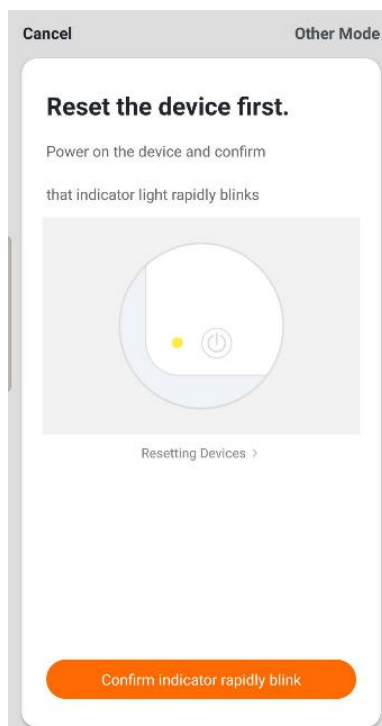 Cancel
Other Mode
Reset the device first.
Power on the device and confirm
that indicator light rapidly blinks
Resetting Devices >
Confirm indicator rapidly blink